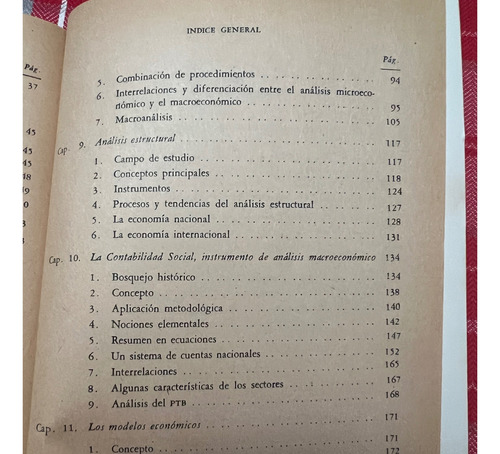 INDICE GENERAL
Pág.
37
45
45
45
48
49
Pág.
5. Combinación de procedimientos 94
6. Interrelaciones y diferenciación entre el análisis microeco-
nómico y el macroeconómico 95
7. Macroanálisis 105
Cap. 9. Análisis estructural 117
1. Campo de estudio 117
2. Conceptos principales 118
3. Instrumentos 124
4. Procesos y tendencias del análisis estructural 127
5. La economía nacional 128
6. La economía internacional 131
Cap. 10. La Contabilidad Social, instrumento de análisis macroeconómico 134
1. Bosquejo histórico 134
2. Concepto 138
3. Aplicación metodológica 140
4. Nociones elementales 142
5. Resumen en ecuaciones 147
6. Un sistema de cuentas nacionales 152
7. Interrelaciones 165
8. Algunas características de los sectores 167
9. Análisis del PTB 168
Cap. 11. Los modelos económicos 171
1. Concepto 171
172